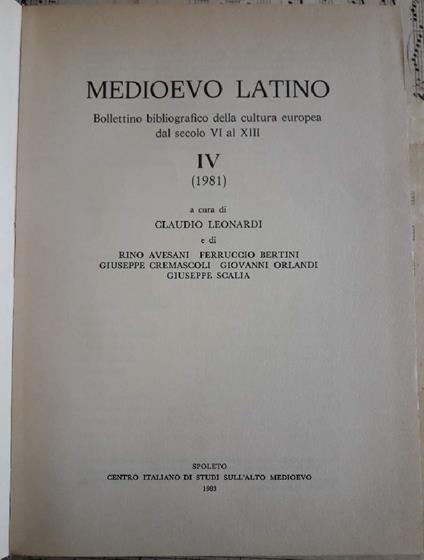 MEDIOEVO LATINO
Bollettino bibliografico della cultura europea
dal secolo VI al XIII
IV
(1981)
a cura di
CLAUDIO LEONARDI
e di
RINO AVESANI FERRUCCIO BERTINI
GIUSEPPE CREMASCOLI GIOVANNI ORLANDI
GIUSEPPE SCALIA
SPOLETO
CENTRO ITALIANO DI STUDI SULL'ALTO MEDIOEVO
1983